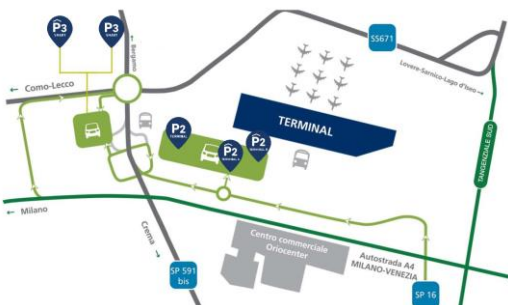 P3
P3
Bergamo
SS671
Lovere-Sarnico-Lago d'Iseo
Como-Lecco
TERMINAL
P2
TERMINAL
P2
P2
TANGENZIALE SUD
Milano
Crema
Centro commerciale
Oriocenter
Autostrada A4
MILANO-VENEZIA
SP 591
bis
SP 16